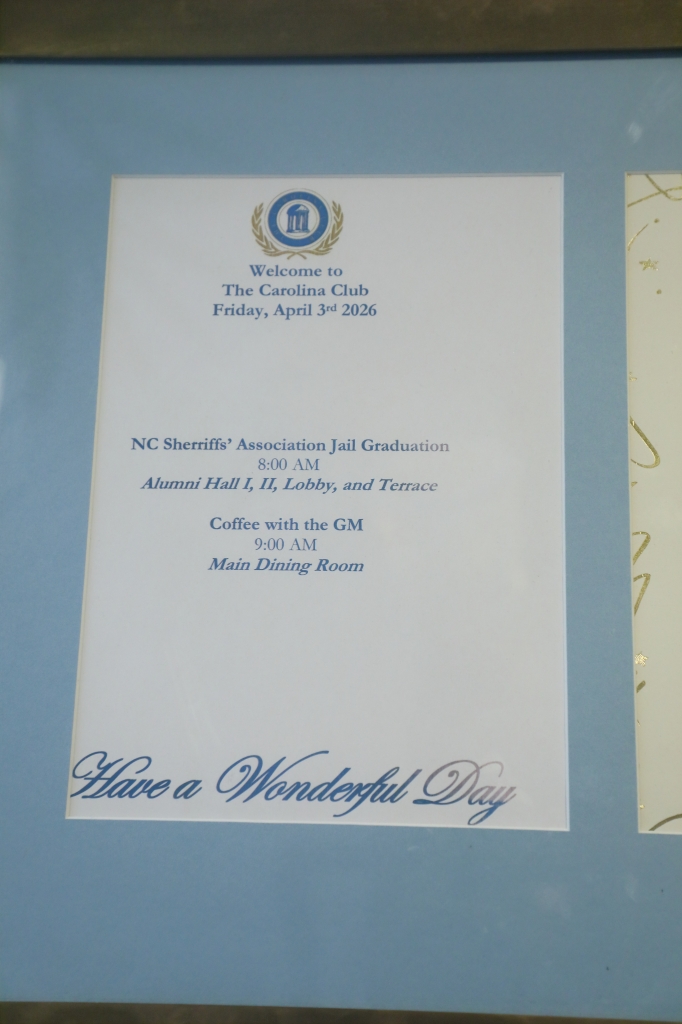 Welcome to
The Carolina Club
Friday, April 3rd 2026
NC Sherriffs' Association Jail Graduation
8:00 AM
Alumni Hall I, II, Lobby, and Terrace
Coffee with the GM
9:00 AM
Main Dining Room
Have a Wonderful Day